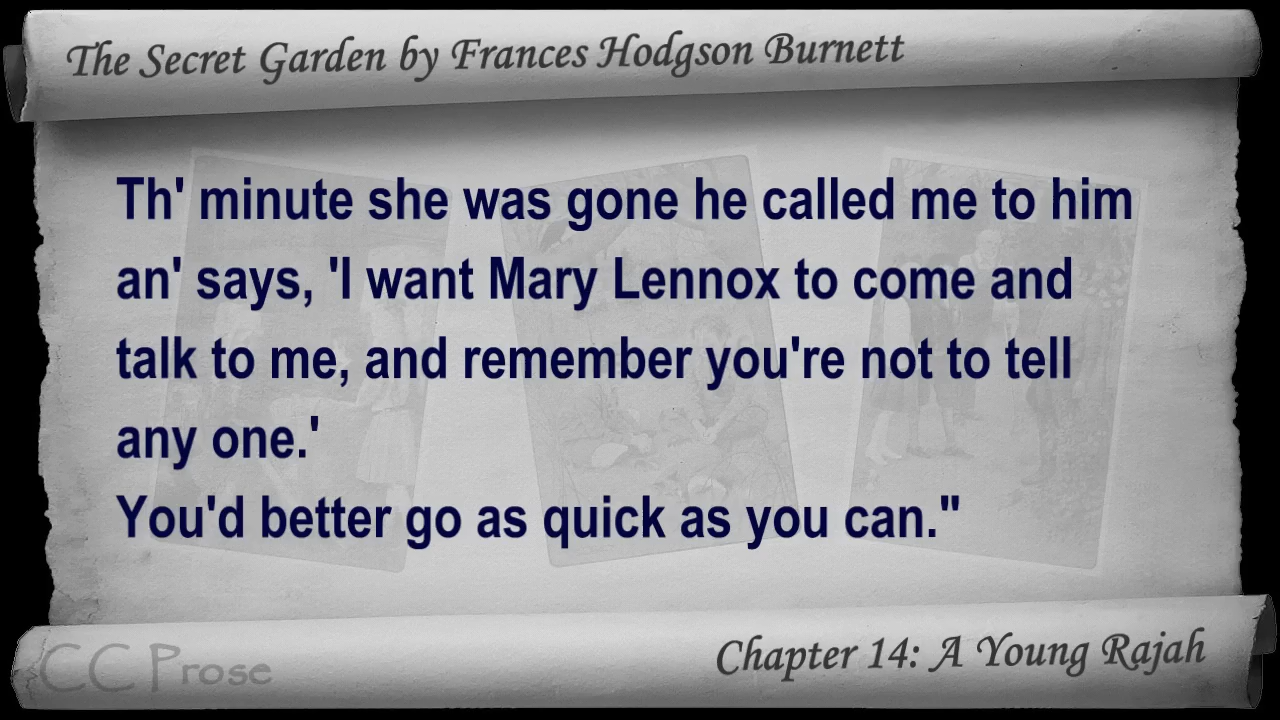 The Secret Garden by Frances Hodgson Burnett
Th' minute she was gone he called me to him
an' says, 'I want Mary Lennox to come and
talk to me, and remember you're not to tell
any one.'
You'd better go as quick as you can."
Chapter 14: A Young Rajah
CC Prose